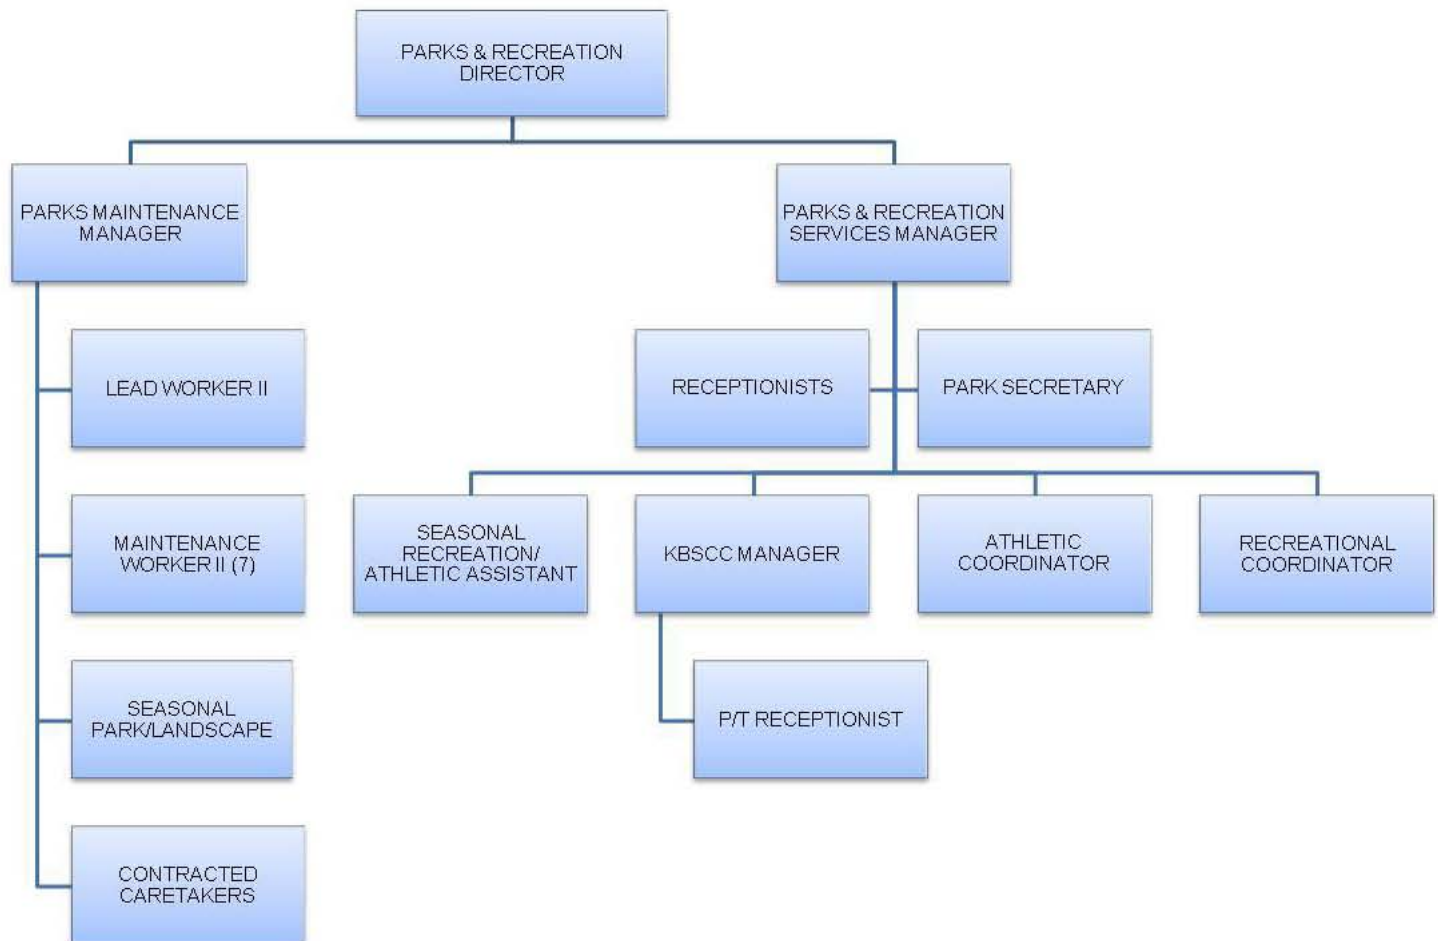 PARKS & RECREATION
DIRECTOR
PARKS MAINTENANCE
MANAGER
PARKS & RECREATION
SERVICES MANAGER
LEAD WORKER II
RECEPTIONISTS
PARK SECRETARY
MAINTENANCE
WORKER II (7)
SEASONAL
RECREATION/
ATHLETIC ASSISTANT
KBSCC MANAGER
ATHLETIC
COORDINATOR
RECREATIONAL
COORDINATOR
SEASONAL
PARK/LANDSCAPE
P/T RECEPTIONIST
CONTRACTED
CARETAKERS